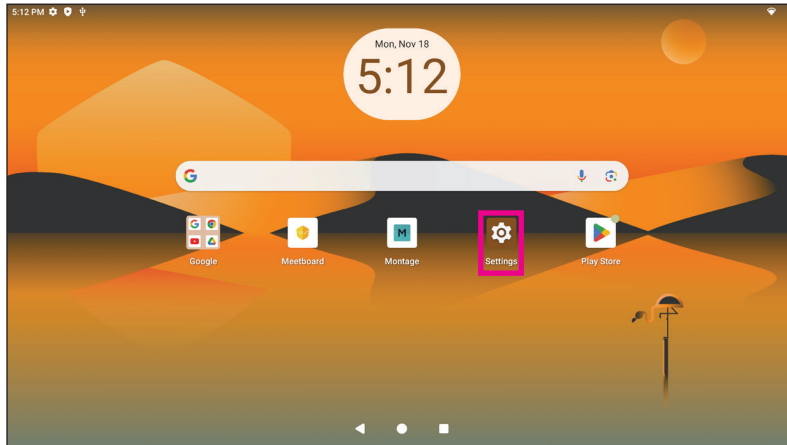 5:12 PM
Mon, Nov 18
5:12
Google
Meetboard
M
Montage
Settings
Play Store